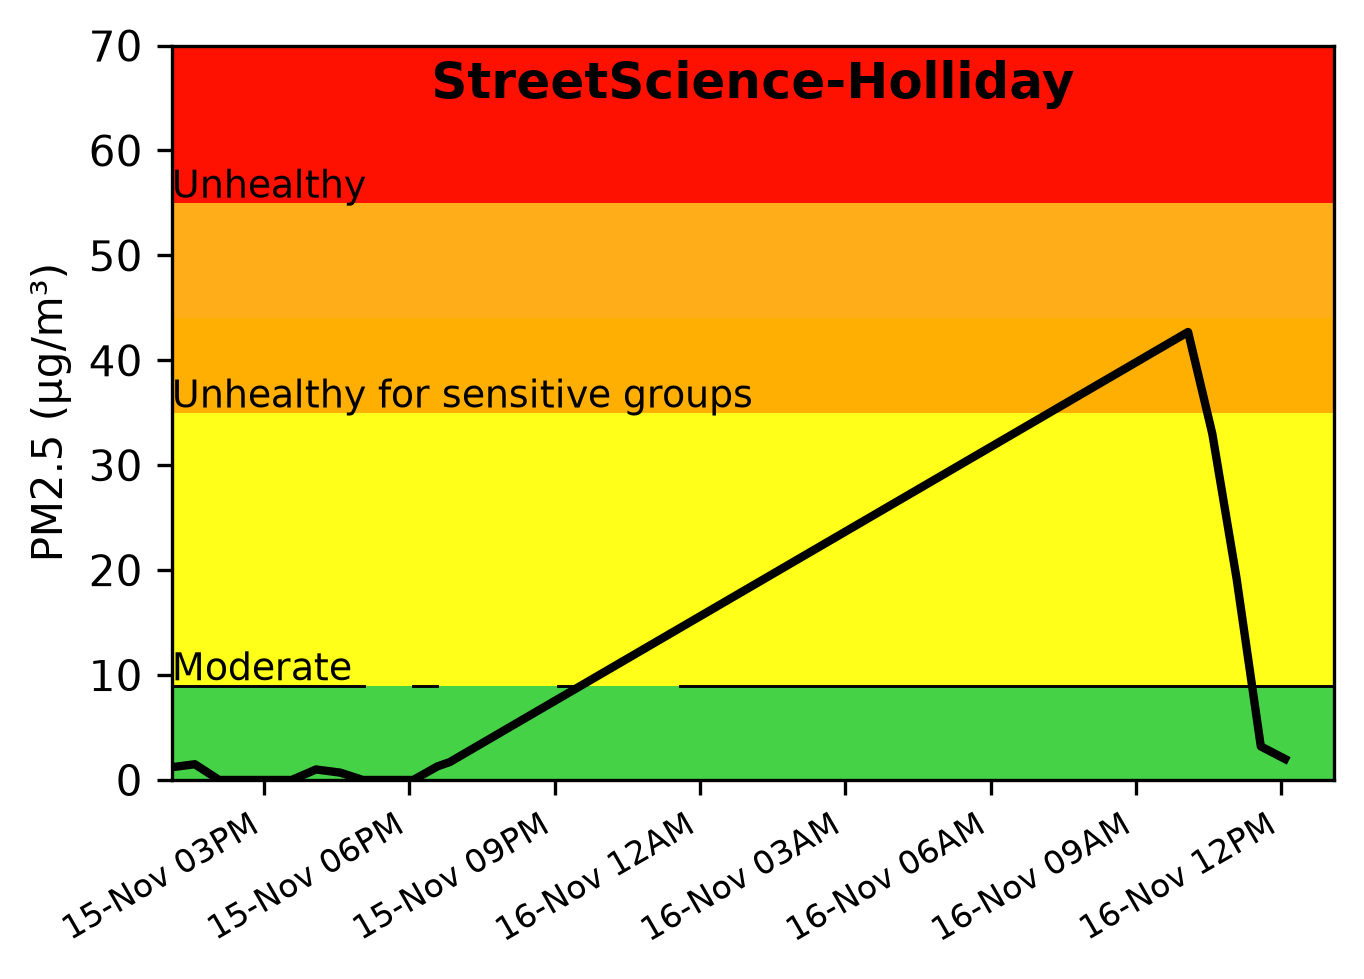 StreetScience-Holliday
PM2.5 (µg/m³)
70
60
50
40
30
20
10
0
Unhealthy
Unhealthy for sensitive groups
Moderate
15-Nov 03PM
15-Nov 06PM
15-Nov 09PM
16-Nov 12AM
16-Nov 03AM
16-Nov 06AM
16-Nov 09AM
16-Nov 12PM